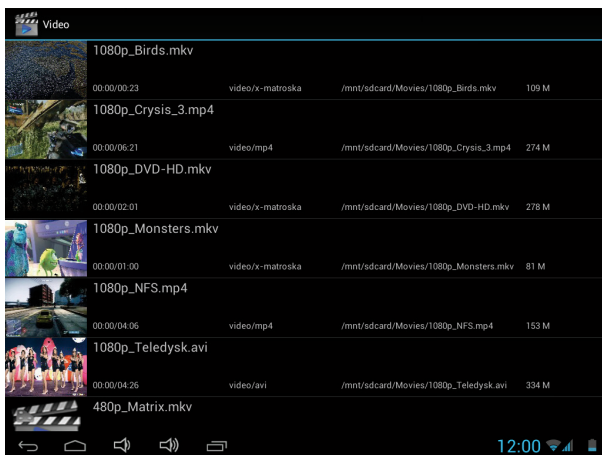 Video
1080p_Birds.mkv
00:00/00:23 video/x-matroska /mnt/sdcard/Movies/1080p_Birds.mkv 109 M
1080p_Crysis_3.mp4
00:00/06:21 video/mp4 /mnt/sdcard/Movies/1080p_Crysis_3.mp4 274 M
1080p_DVD-HD.mkv
00:00/02:01 video/x-matroska /mnt/sdcard/Movies/1080p_DVD-HD.mkv 278 M
1080p_Monsters.mkv
00:00/01:00 video/x-matroska /mnt/sdcard/Movies/1080p_Monsters.mkv 81 M
1080p_NFS.mp4
00:00/04:06 video/mp4 /mnt/sdcard/Movies/1080p_NFS.mp4 153 M
1080p_Teledysk.avi
00:00/04:26 video/avi /mnt/sdcard/Movies/1080p_Teledysk.avi 334 M
480p_Matrix.mkv
12:00